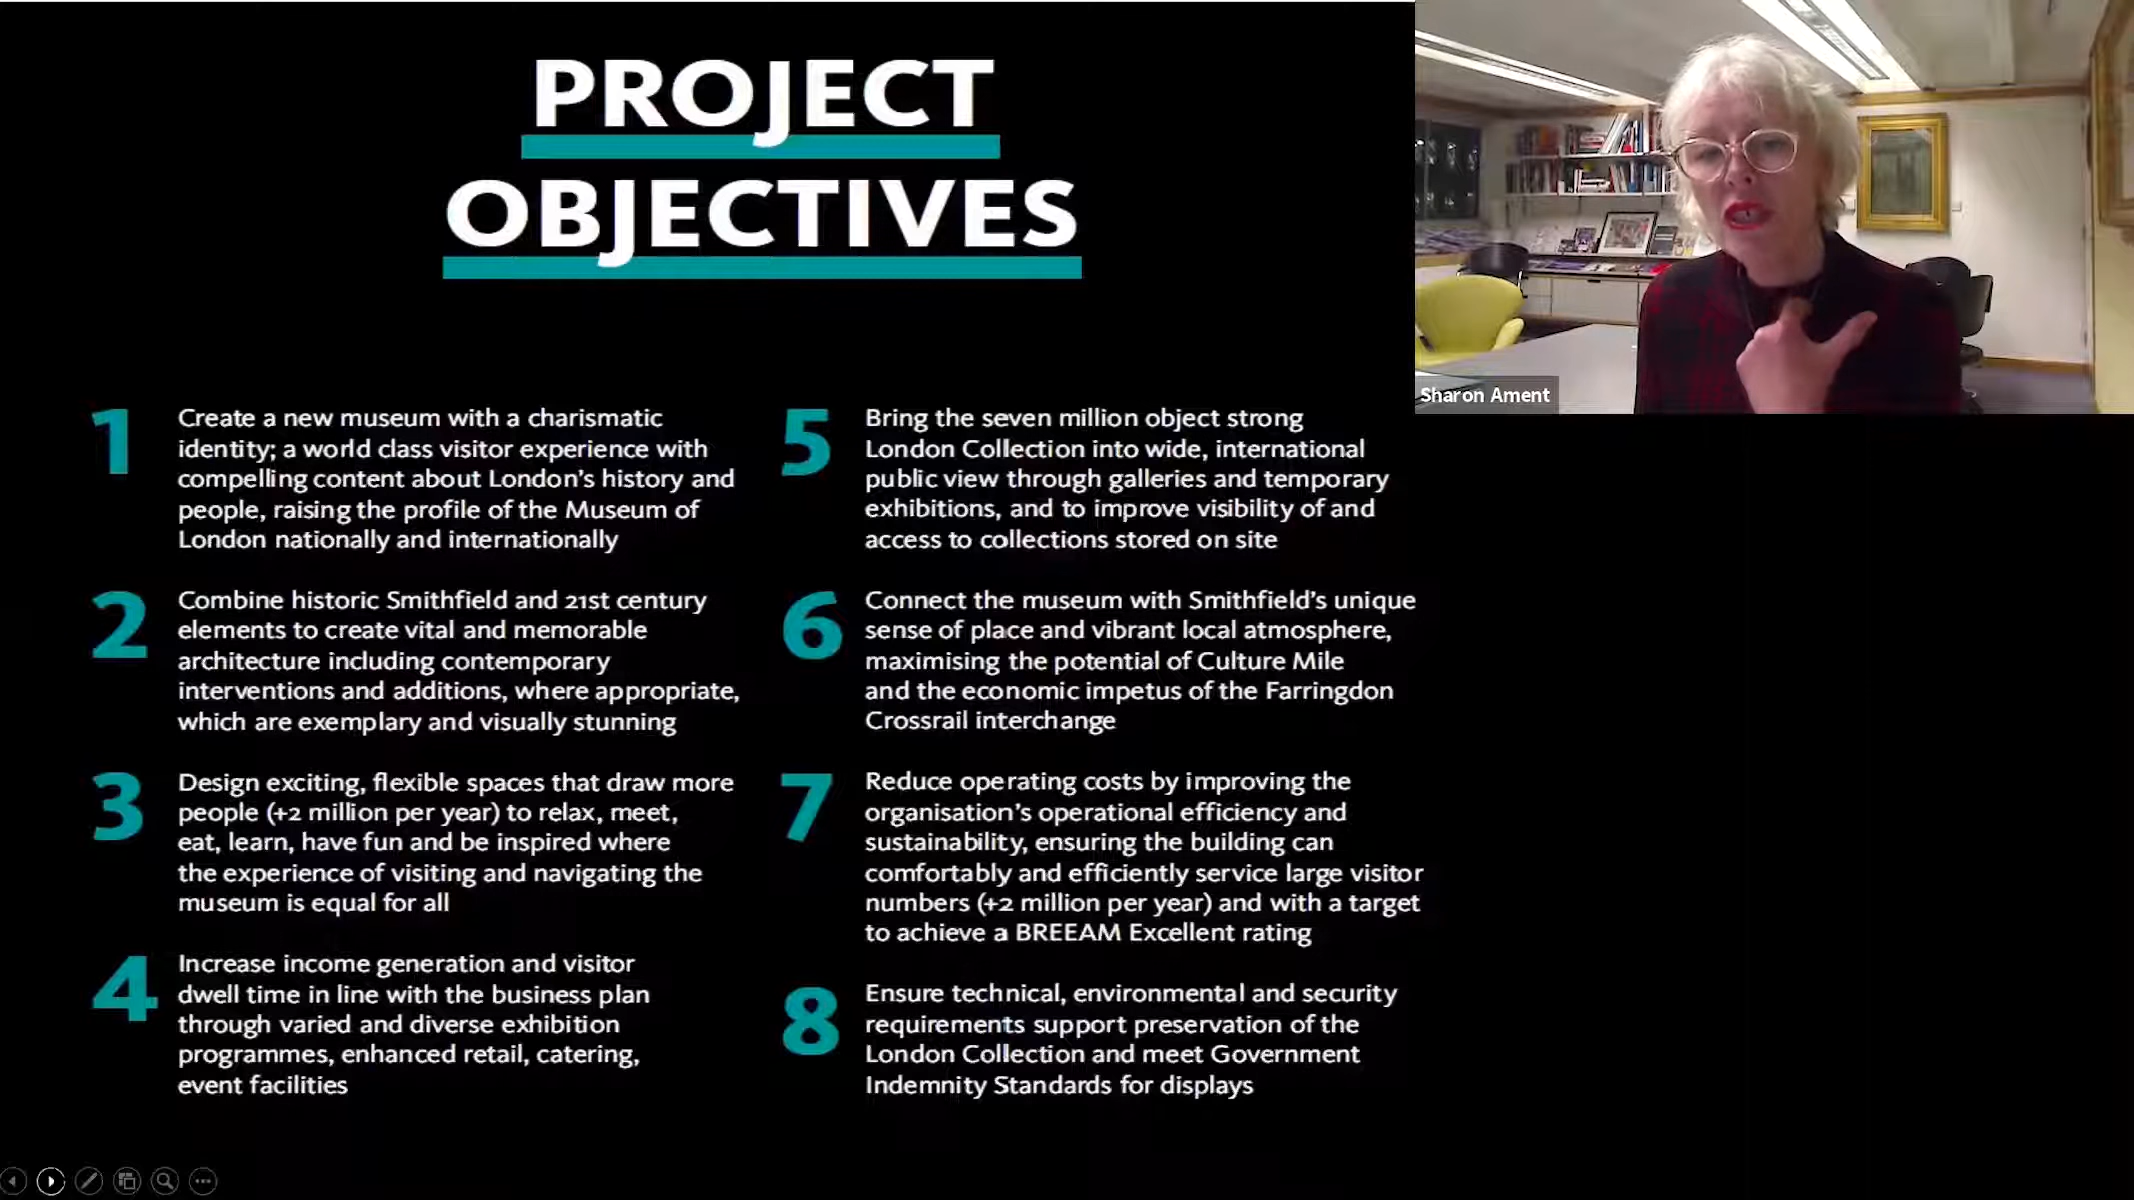 PROJECT
OBJECTIVES
Sharon Ament
1
Create a new museum with a charismatic
identity; a world class visitor experience with
compelling content about London's history and
people, raising the profile of the Museum of
London nationally and internationally
2
Combine historic Smithfield and 21st century
elements to create vital and memorable
architecture including contemporary
interventions and additions, where appropriate,
which are exemplary and visually stunning
3
Design exciting, flexible spaces that draw more
people (+2 million per year) to relax, meet,
eat, learn, have fun and be inspired where
the experience of visiting and navigating the
museum is equal for all
4
Increase income generation and visitor
dwell time in line with the business plan
through varied and diverse exhibition
programmes, enhanced retail, catering,
event facilities
5
Bring the seven million object strong
London Collection into wide, international
public view through galleries and temporary
exhibitions, and to improve visibility of and
access to collections stored on site
6
Connect the museum with Smithfield's unique
sense of place and vibrant local atmosphere,
maximising the potential of Culture Mile
and the economic impetus of the Farringdon
Crossrail interchange
7
Reduce operating costs by improving the
organisation's operational efficiency and
sustainability, ensuring the building can
comfortably and efficiently service large visitor
numbers (+2 million per year) and with a target
to achieve a BREEAM Excellent rating
8
Ensure technical, environmental and security
requirements support preservation of the
London Collection and meet Government
Indemnity Standards for displays